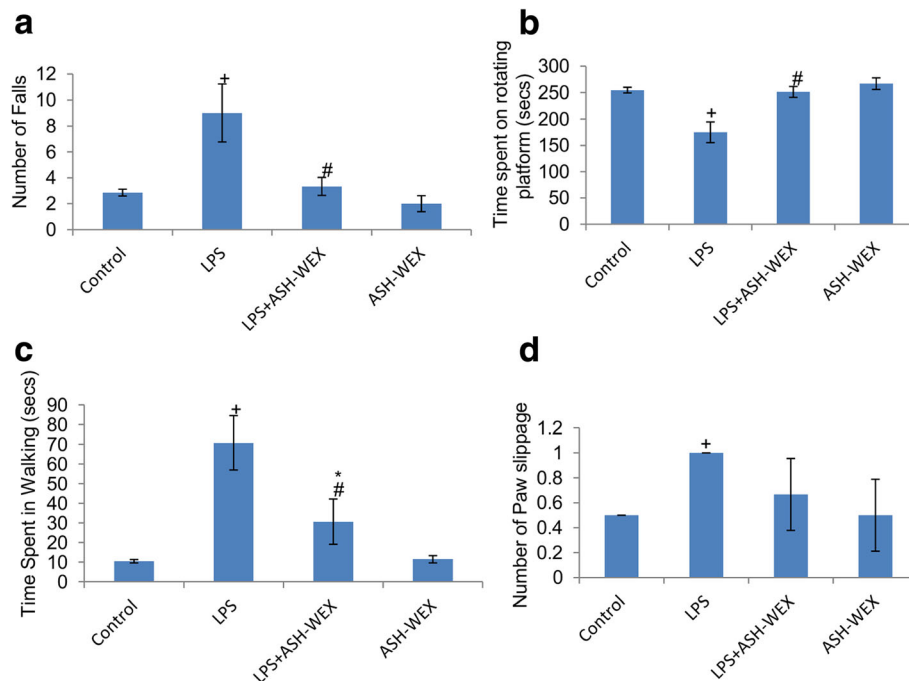 a
Number of Falls
12
10
8
6
4
2
0
+
#
Control
LPS
LPS+ASH-WEX
ASH-WEX
b
Time spent on rotating
platform (secs)
300
250
200
150
100
50
0
+
#
Control
LPS
LPS+ASH-WEX
ASH-WEX
c
Time Spent in Walking (secs)
90
80
70
60
50
40
30
20
10
0
+
*
#
Control
LPS
LPS+ASH-WEX
ASH-WEX
d
Number of Paw slippage
1.2
1
0.8
0.6
0.4
0.2
0
+
Control
LPS
LPS+ASH-WEX
ASH-WEX